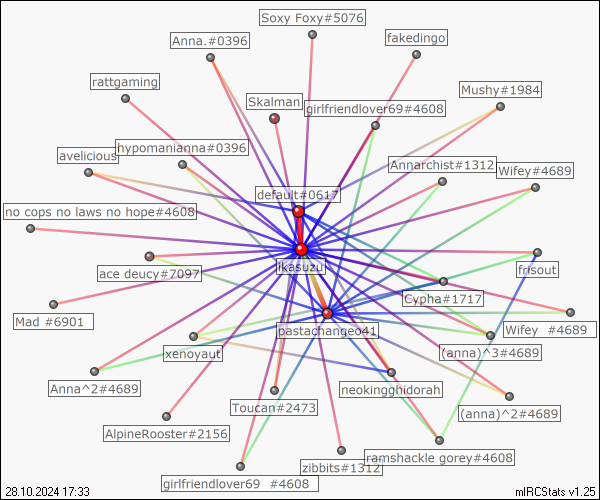 Soxy Foxy#5076
Anna.#0396
fakedingo
rattgaming
Mushy#1984
Skalman
girlfriendlover69#4608
hypomanianna#0396
avelicious
Annarchist#1312
Wifey#4689
default#0617
no cops no laws no hope#4608
ikasuzu
frisout
ace deucy#7097
Cypha#1717
Mad #6901
pastachangeo41
Wifey #4689
xenoyaut
(anna)^3#4689
Anna^2#4689
neokingghidorah
Toucan#2473
(anna)^2#4689
AlpineRooster#2156
ramshackle gorey#4608
zibbits#1312
girlfriendlover69 #4608
28.10.2024 17:33
mIRCStats v1.25